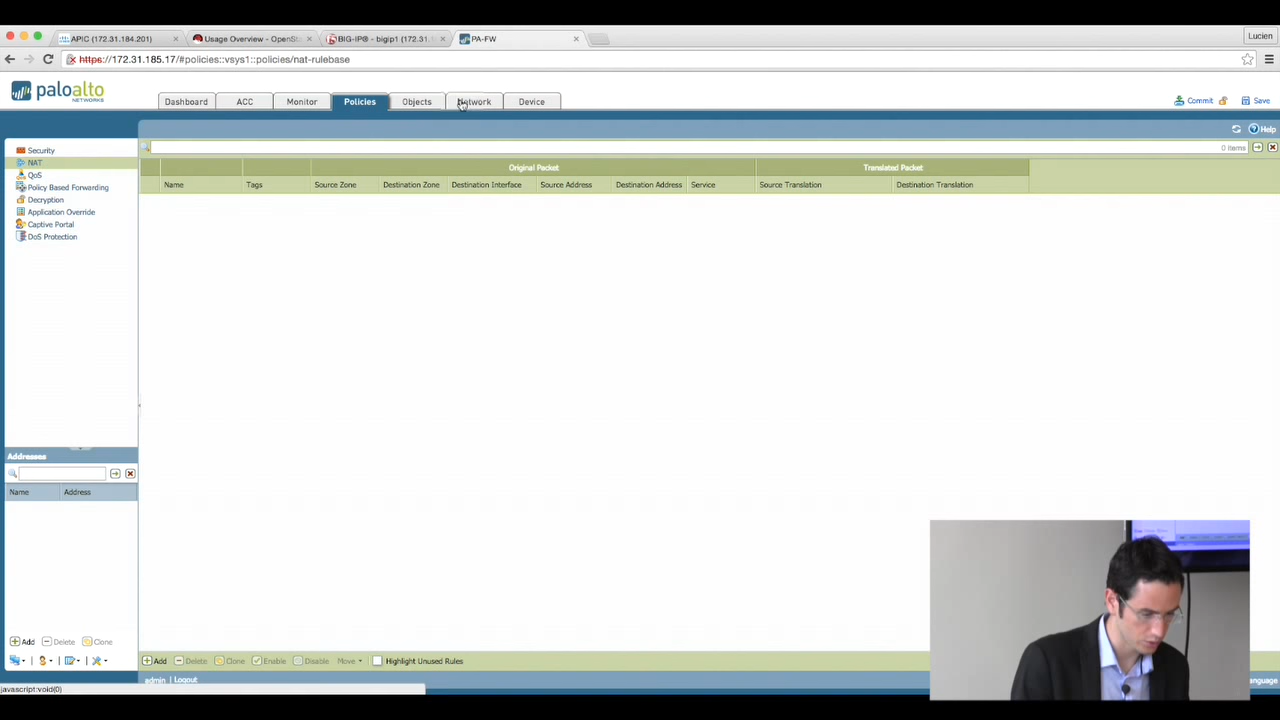 APIC (172.31.184.201)
Usage Overview - OpenSta
BIG-IP® - bigip1 (172.31.
PA-FW
Lucien
https://172.31.185.17/#policies::vsys1::policies/nat-rulebase
paloalto
NETWORKS
Dashboard
ACC
Monitor
Policies
Objects
Network
Device
Commit
Save
Help
0 items
Security
NAT
QoS
Policy Based Forwarding
Decryption
Application Override
Captive Portal
DoS Protection
Original Packet
Translated Packet
Name
Tags
Source Zone
Destination Zone
Destination Interface
Source Address
Destination Address
Service
Source Translation
Destination Translation
Addresses
Name
Address
Add
Delete
Clone
Add
Delete
Clone
Enable
Disable
Move
Highlight Unused Rules
admin
Logout
anguage
javascript:void(0)